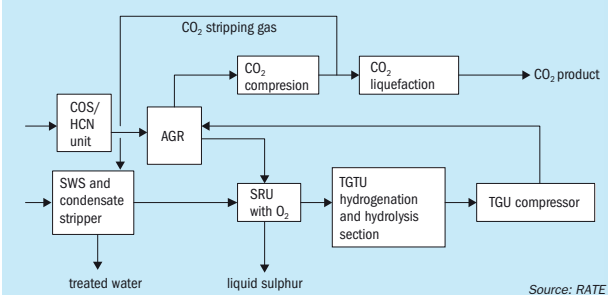 CO₂ stripping gas
CO₂
compresion
CO₂
liquefaction
CO₂ product
COS/
HCN
unit
AGR
SWS and
condensate
stripper
SRU
with O₂
TGTU
hydrogenation
and hydrolysis
section
TGU compressor
treated water
liquid sulphur
Source: RATE